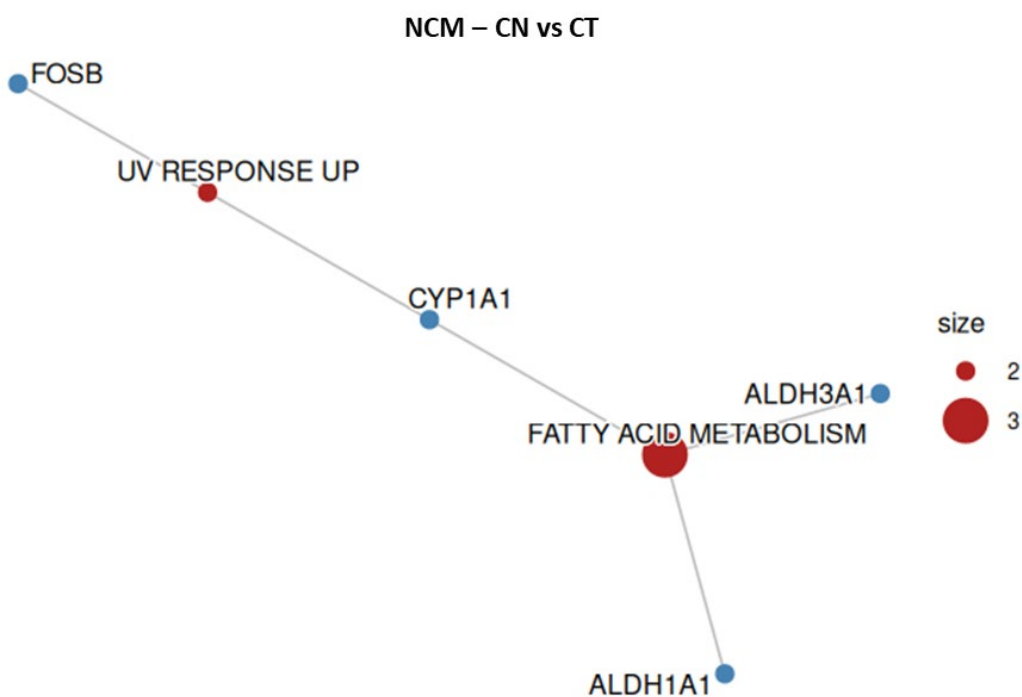 NCM – CN vs CT
FOSB
UV RESPONSE UP
CYP1A1
size
2
ALDH3A1
3
FATTY ACID METABOLISM
ALDH1A1